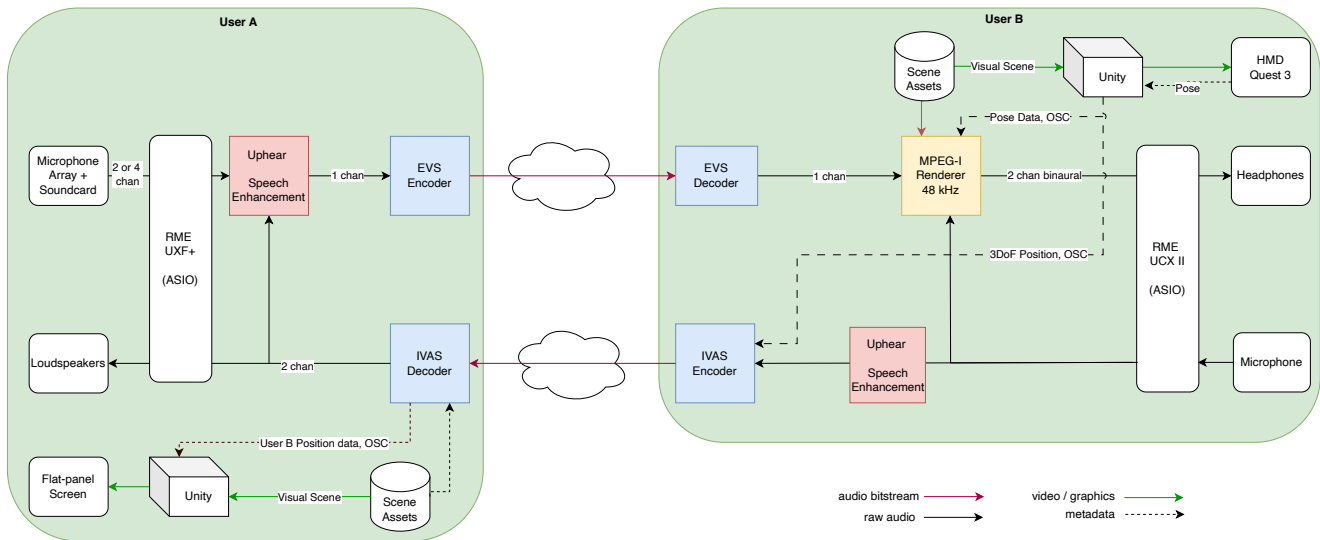 User A
User B
Scene
Assets
Visual Scene
Unity
HMD
Quest 3
Pose
Pose Data, OSC
Microphone
Array +
Soundcard
2 or 4
chan
RME
UXF+
(ASIO)
Uphear
Speech
Enhancement
1 chan
EVS
Encoder
EVS
Decoder
1 chan
MPEG-I
Renderer
48 kHz
2 chan binaural
RME
UCX II
(ASIO)
Headphones
3DoF Position, OSC
Loudspeakers
2 chan
IVAS
Decoder
IVAS
Encoder
Uphear
Speech
Enhancement
Microphone
User B Position data, OSC
Flat-panel
Screen
Unity
Visual Scene
Scene
Assets
audio bitstream
raw audio
video / graphics
metadata